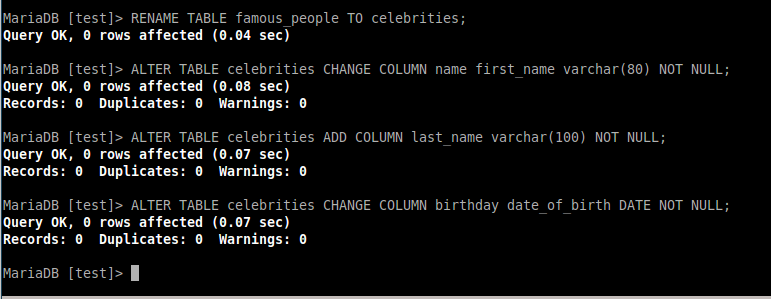 MariaDB [test]> RENAME TABLE famous_people TO celebrities;
Query OK, 0 rows affected (0.04 sec)
MariaDB [test]> ALTER TABLE celebrities CHANGE COLUMN name first_name varchar(80) NOT NULL;
Query OK, 0 rows affected (0.08 sec)
Records: 0  Duplicates: 0  Warnings: 0
MariaDB [test]> ALTER TABLE celebrities ADD COLUMN last_name varchar(100) NOT NULL;
Query OK, 0 rows affected (0.07 sec)
Records: 0  Duplicates: 0  Warnings: 0
MariaDB [test]> ALTER TABLE celebrities CHANGE COLUMN birthday date_of_birth DATE NOT NULL;
Query OK, 0 rows affected (0.07 sec)
Records: 0  Duplicates: 0  Warnings: 0
MariaDB [test]>